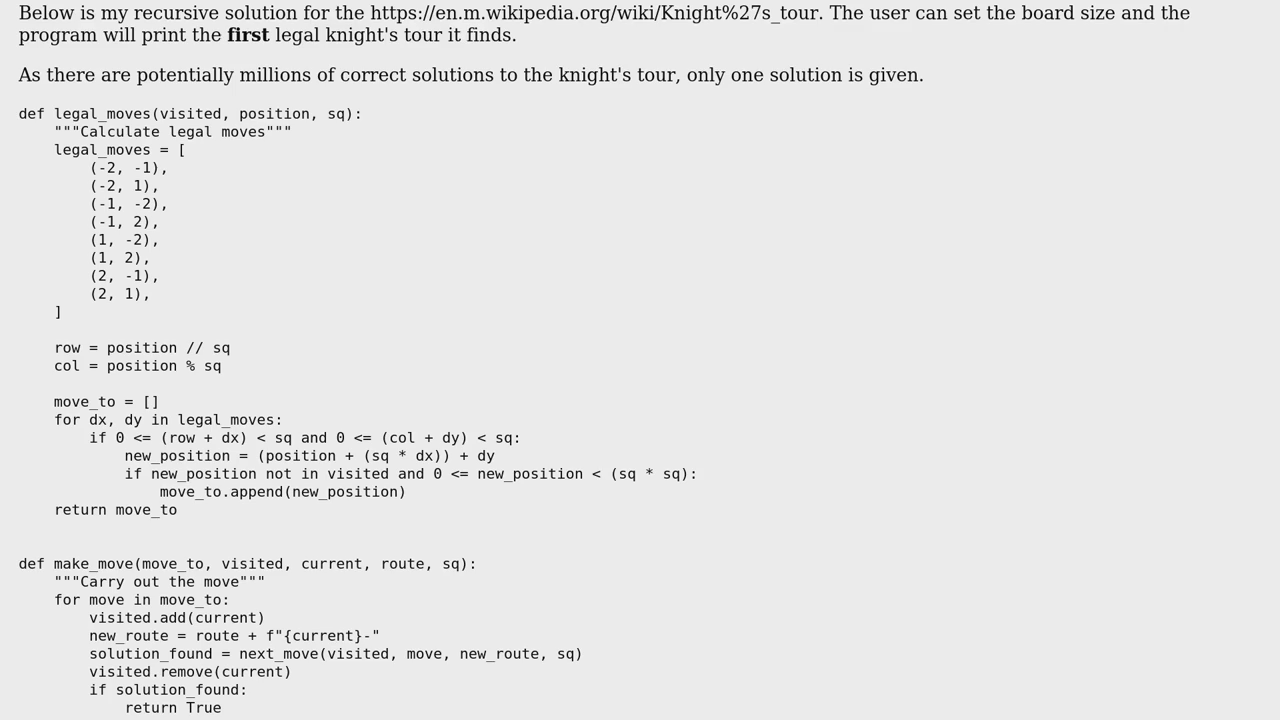 Below is my recursive solution for the https://en.m.wikipedia.org/wiki/Knight%27s_tour. The user can set the board size and the
program will print the first legal knight's tour it finds.
As there are potentially millions of correct solutions to the knight's tour, only one solution is given.
def legal_moves(visited, position, sq):
    """Calculate legal moves"""
    legal_moves = [
        (-2, -1),
        (-2, 1),
        (-1, -2),
        (-1, 2),
        (1, -2),
        (1, 2),
        (2, -1),
        (2, 1),
    ]
    row = position // sq
    col = position % sq
    move_to = []
    for dx, dy in legal_moves:
        if 0 <= (row + dx) < sq and 0 <= (col + dy) < sq:
            new_position = (position + (sq * dx)) + dy
            if new_position not in visited and 0 <= new_position < (sq * sq):
                move_to.append(new_position)
    return move_to
def make_move(move_to, visited, current, route, sq):
    """Carry out the move"""
    for move in move_to:
        visited.add(current)
        new_route = route + f"{current}-"
        solution_found = next_move(visited, move, new_route, sq)
        visited.remove(current)
        if solution_found:
            return True